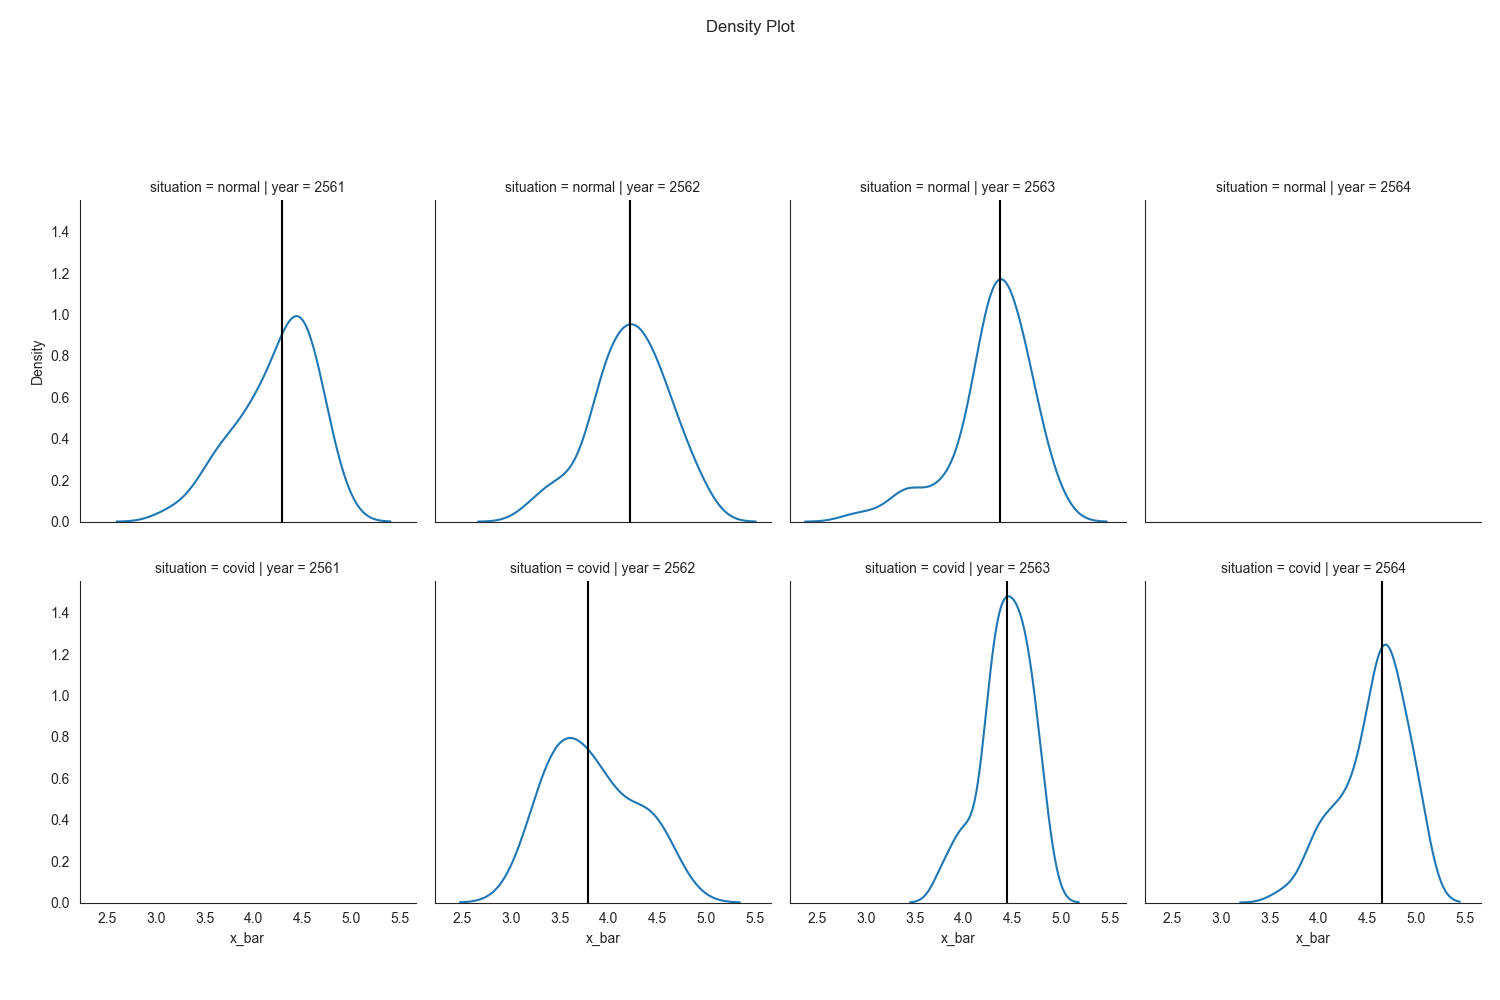 Density Plot
situation = normal | year = 2561
situation = normal | year = 2562
situation = normal | year = 2563
situation = normal | year = 2564
1.4
1.2
1.0
0.8
0.6
0.4
0.2
0.0
Density
situation = covid | year = 2561
situation = covid | year = 2562
situation = covid | year = 2563
situation = covid | year = 2564
1.4
1.2
1.0
0.8
0.6
0.4
0.2
0.0
2.5 3.0 3.5 4.0 4.5 5.0 5.5
2.5 3.0 3.5 4.0 4.5 5.0 5.5
2.5 3.0 3.5 4.0 4.5 5.0 5.5
2.5 3.0 3.5 4.0 4.5 5.0 5.5
x_bar
x_bar
x_bar
x_bar